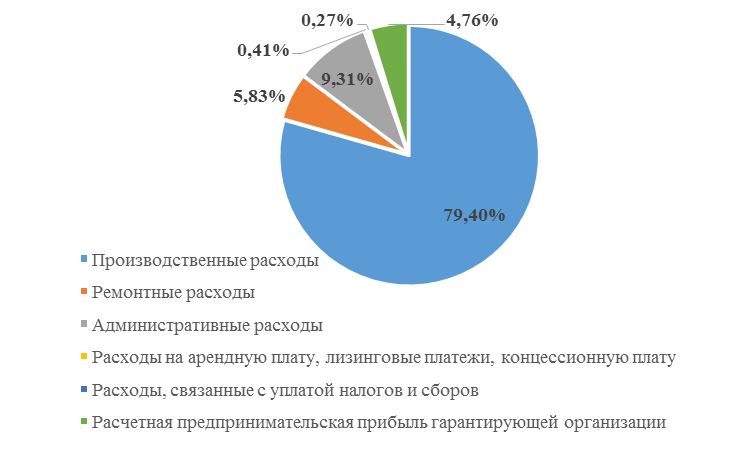 0,27%
4,76%
0,41%
9,31%
5,83%
79,40%
Производственные расходы
Ремонтные расходы
Административные расходы
Расходы на арендную плату, лизинговые платежи, концессионную плату
Расходы, связанные с уплатой налогов и сборов
Расчетная предпринимательская прибыль гарантирующей организации